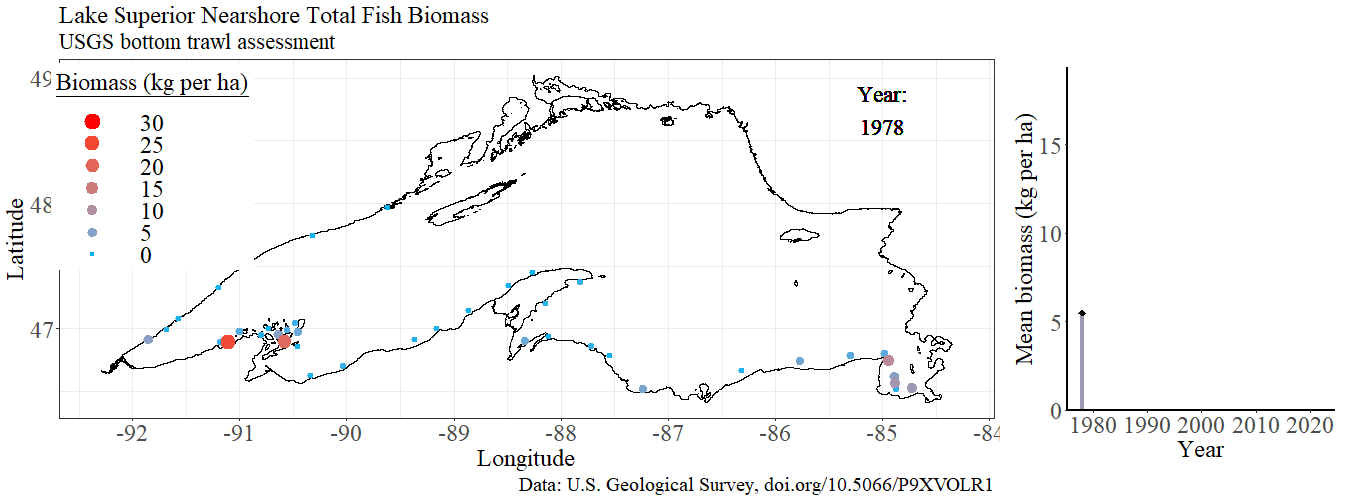 Lake Superior Nearshore Total Fish Biomass
USGS bottom trawl assessment
Biomass (kg per ha)
30
25
20
15
10
5
0
Year:
1978
49
48
47
Latitude
-92 -91 -90 -89 -88 -87 -86 -85 -84
Longitude
Data: U.S. Geological Survey, doi.org/10.5066/P9XVOLR1
Mean biomass (kg per ha)
15
10
5
0
1980 1990 2000 2010 2020
Year